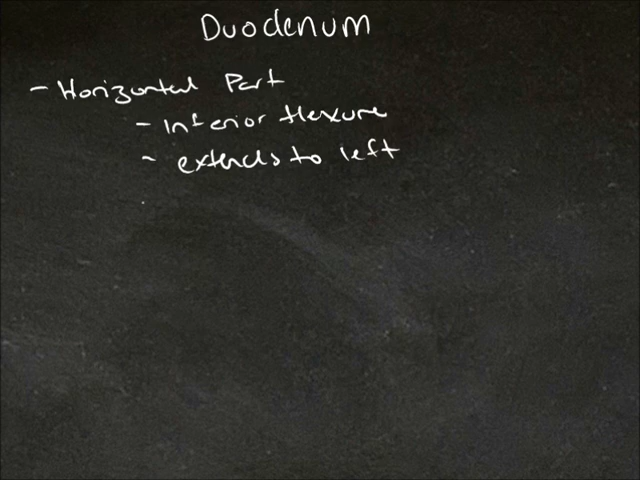 Duodenum
- Horizontal Part
- Inferior flexure
- extends to left